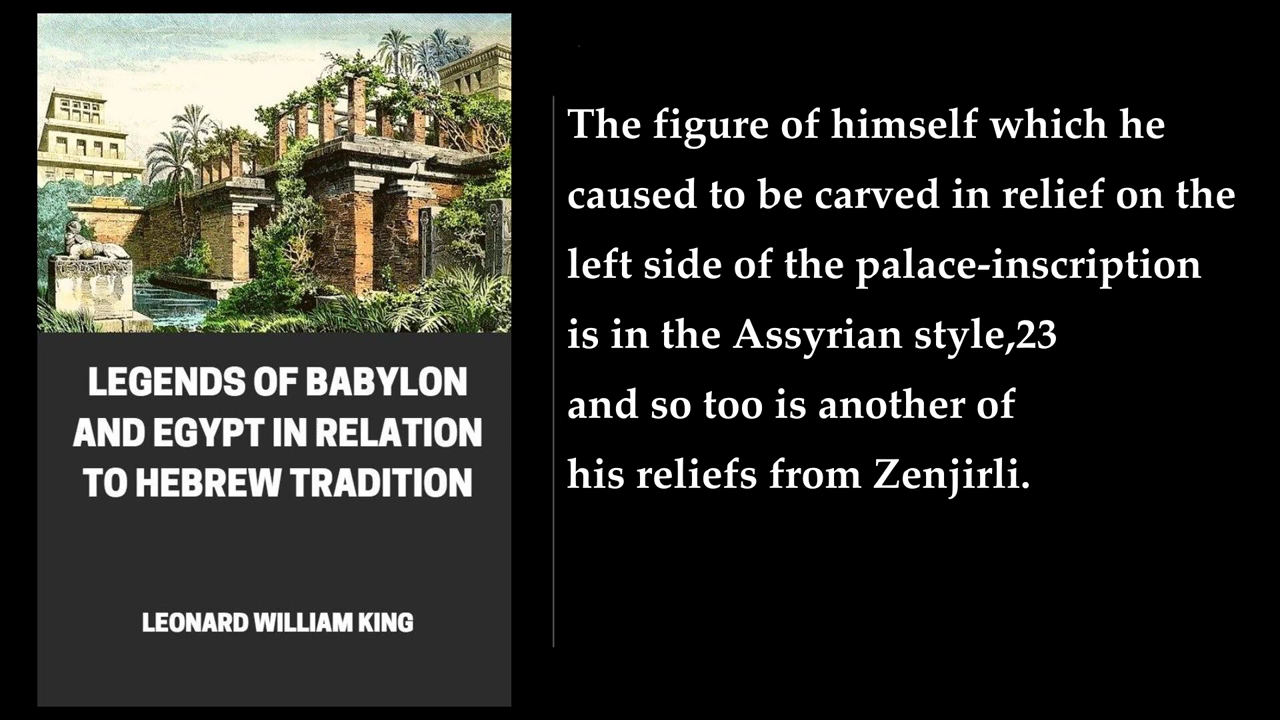 LEGENDS OF BABYLON
AND EGYPT IN RELATION
TO HEBREW TRADITION
LEONARD WILLIAM KING
The figure of himself which he
caused to be carved in relief on the
left side of the palace-inscription
is in the Assyrian style,23
and so too is another of
his reliefs from Zenjirli.